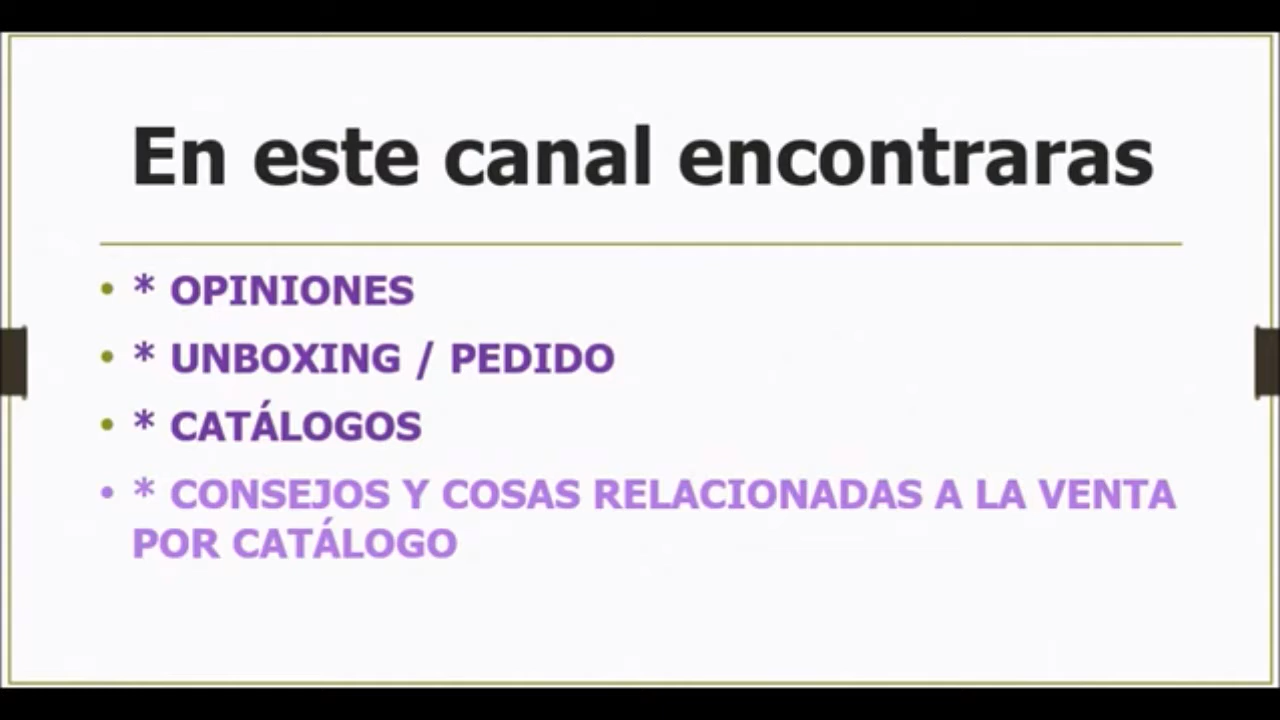 En este canal encontraras
• * OPINIONES
• * UNBOXING / PEDIDO
• * CATÁLOGOS
• * CONSEJOS Y COSAS RELACIONADAS A LA VENTA
POR CATÁLOGO